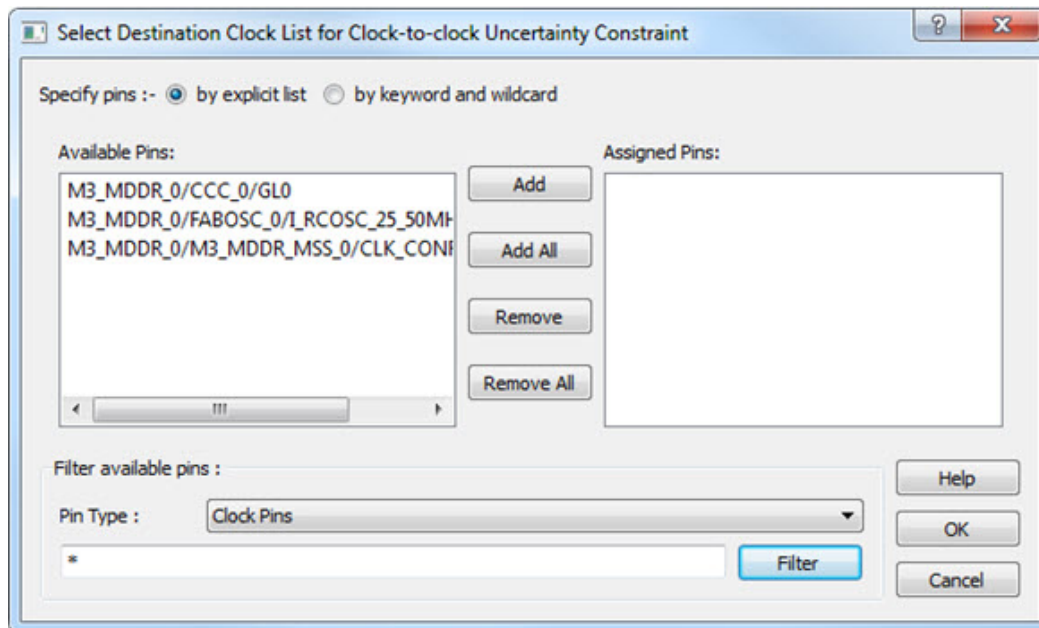 Select Destination Clock List for Clock-to-clock Uncertainty Constraint
Specify pins :- by explicit list by keyword and wildcard
Available Pins:
Assigned Pins:
M3_MDDR_0/CCC_0/GL0
M3_MDDR_0/FABOSC_0/I_RCOSC_25_50MH
M3_MDDR_0/M3_MDDR_MSS_0/CLK_CONF
Add
Add All
Remove
Remove All
Filter available pins :
Pin Type : Clock Pins
*
Filter
Help
OK
Cancel